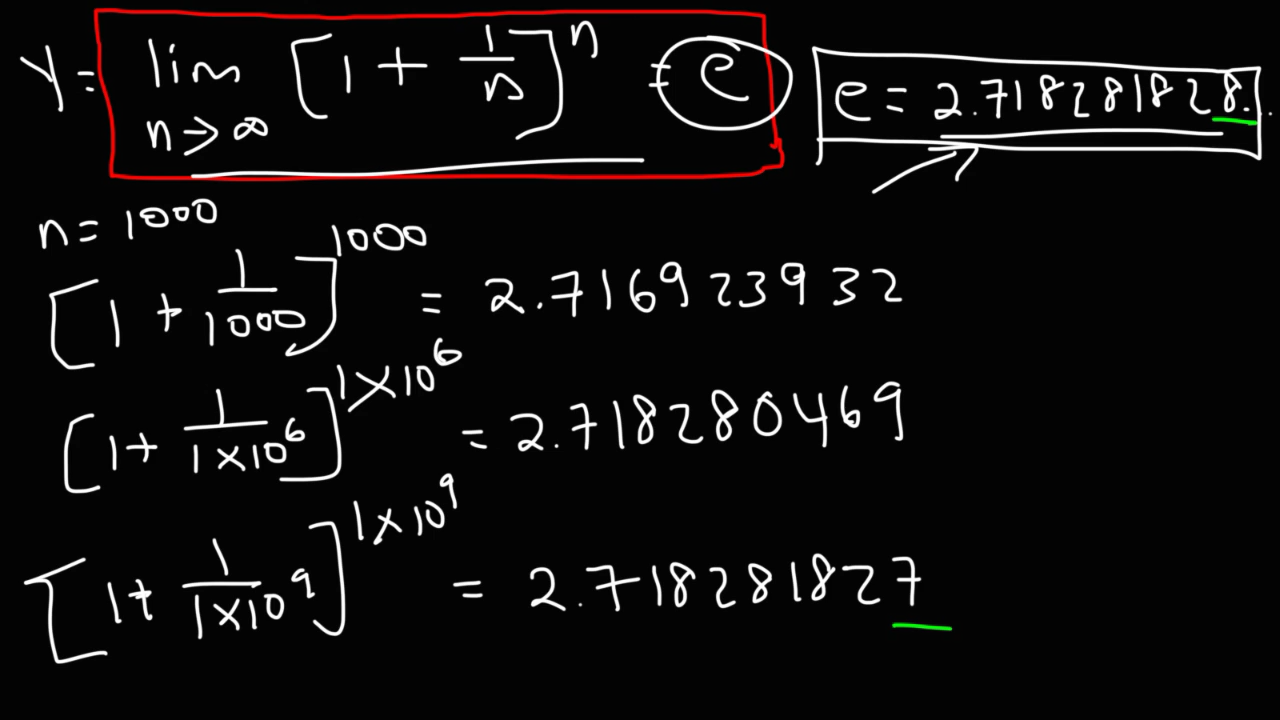 Y = lim n→∞ [1 + 1/n]^n = e
e = 2.718281828...
n = 1000
[1 + 1/1000]^1000 = 2.716923932
[1 + 1/1×10^6]^1×10^6 = 2.718280469
[1 + 1/1×10^9]^1×10^9 = 2.718281827